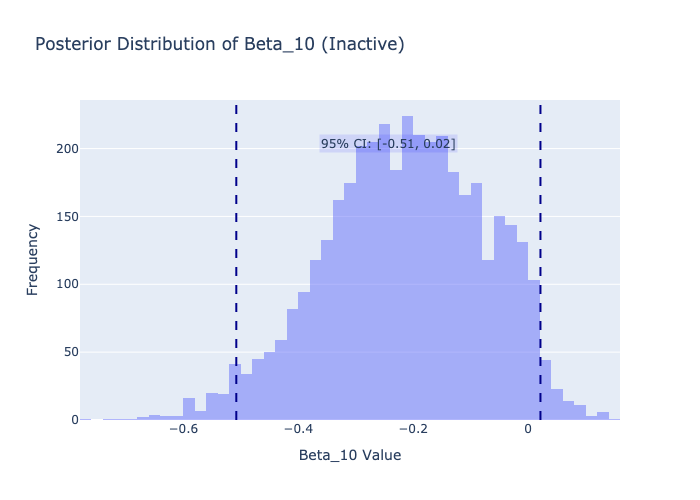 Posterior Distribution of Beta_10 (Inactive)
95% CI: [-0.51, 0.02]
200
150
100
50
0
−0.6
−0.4
−0.2
0
Frequency
Beta_10 Value